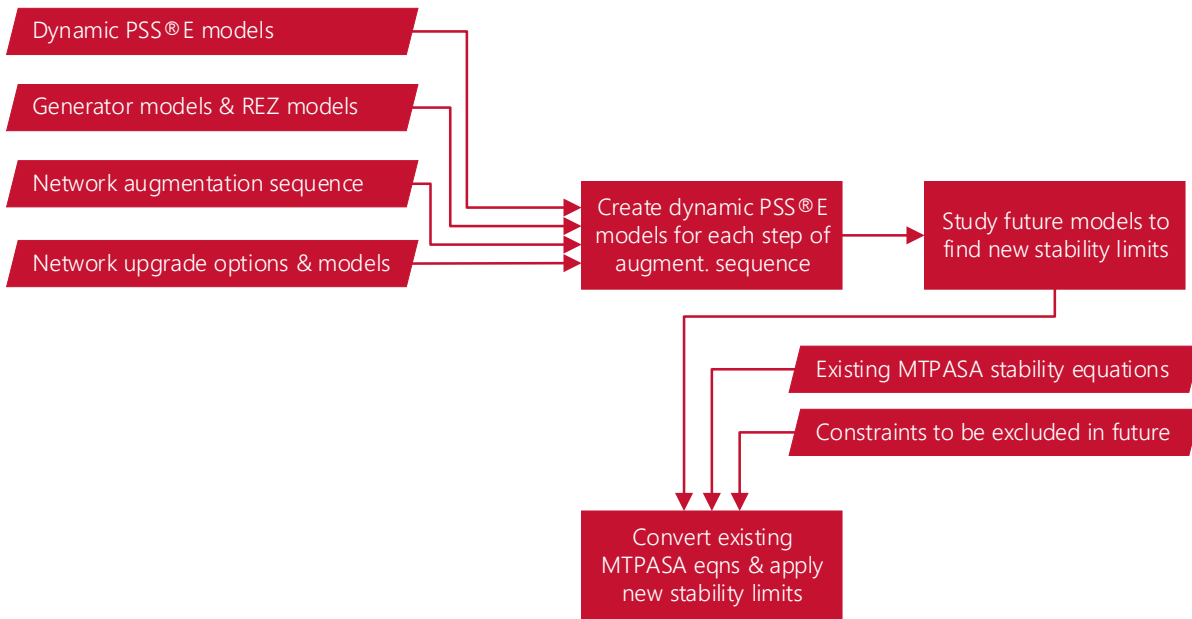 Dynamic PSS®E models
Generator models & REZ models
Network augmentation sequence
Network upgrade options & models
Create dynamic PSS®E
models for each step of
augment. sequence
Study future models to
find new stability limits
Existing MTPASA stability equations
Constraints to be excluded in future
Convert existing
MTPASA eqns & apply
new stability limits